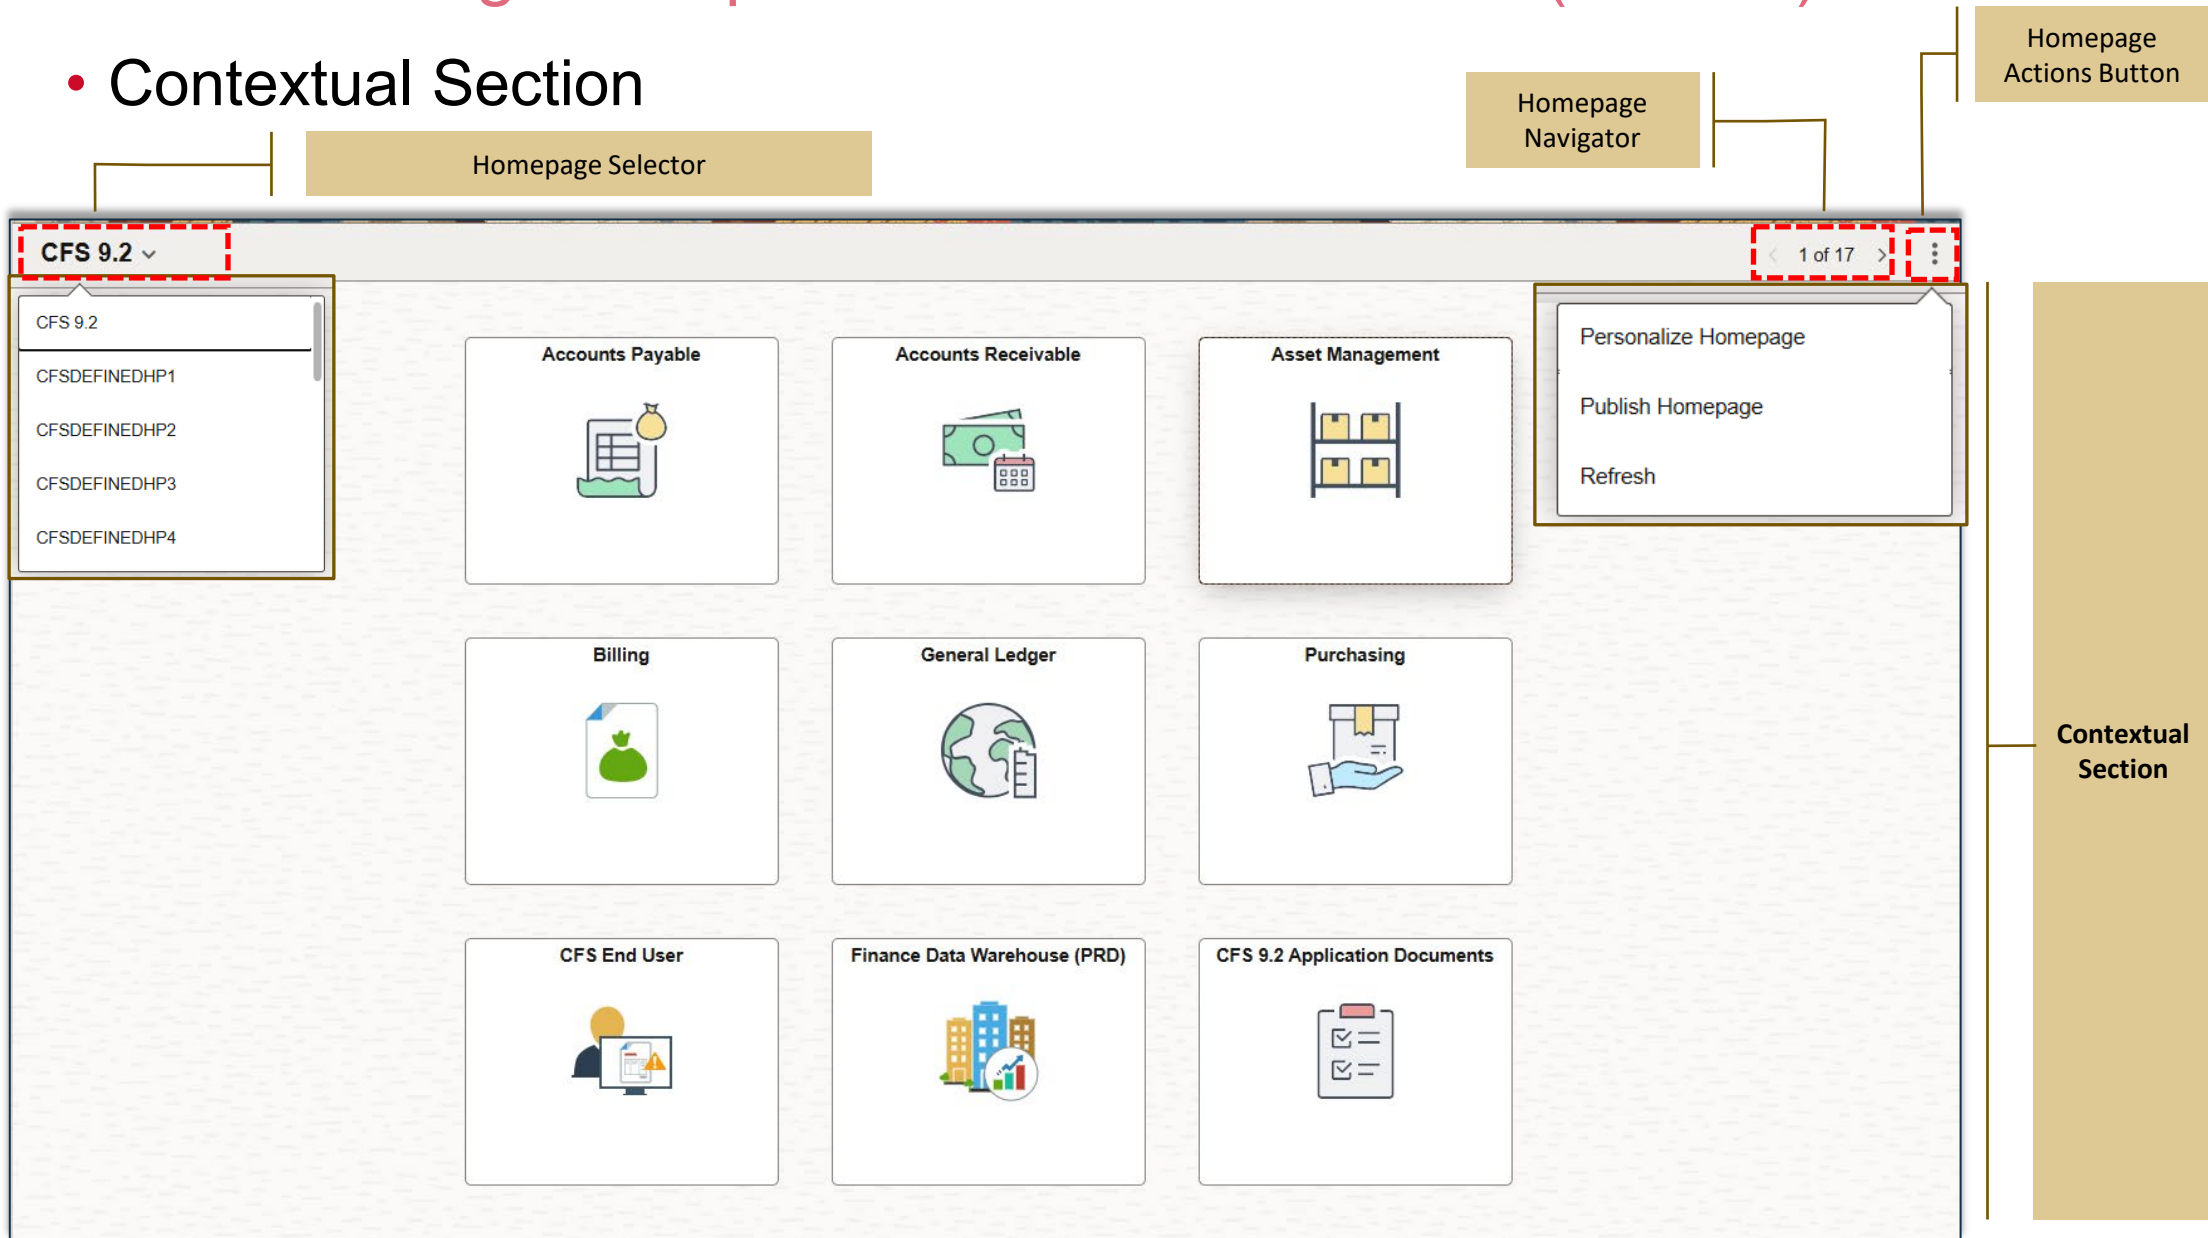 • Contextual Section
Homepage
Actions Button
Homepage
Navigator
Homepage Selector
CFS 9.2
1 of 17
CFS 9.2
CFSDEFINEDHP1
CFSDEFINEDHP2
CFSDEFINEDHP3
CFSDEFINEDHP4
Personalize Homepage
Publish Homepage
Refresh
Accounts Payable
Accounts Receivable
Asset Management
Billing
General Ledger
Purchasing
CFS End User
Finance Data Warehouse (PRD)
CFS 9.2 Application Documents
Contextual
Section